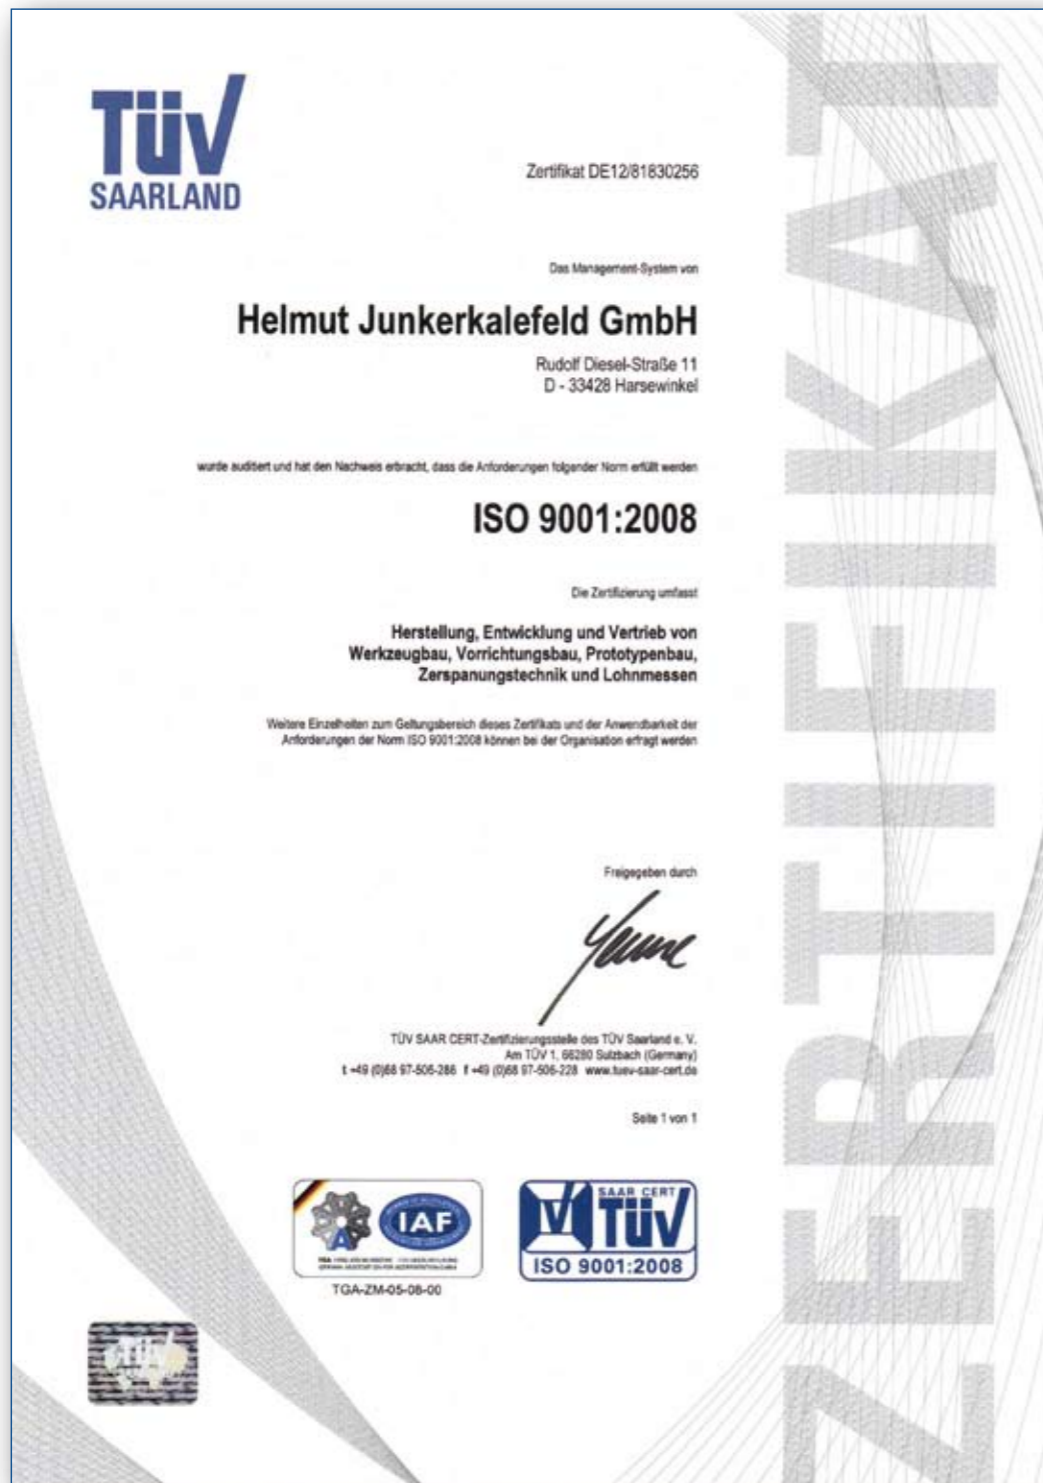 TÜV
SAARLAND
Zertifikat DE12/81830256
Das Management-System von
Helmut Junkerkalefeld GmbH
Rudolf Diesel-Straße 11
D - 33428 Harsewinkel
wurde auditiert und hat den Nachweis erbracht, dass die Anforderungen folgender Norm erfüllt werden
ISO 9001:2008
Die Zertifizierung umfasst
Herstellung, Entwicklung und Vertrieb von
Werkzeugbau, Vorrichtungsbau, Prototypenbau,
Zerspanungstechnik und Lohnmessen
Weitere Einzelheiten zum Geltungsbereich dieses Zertifikats und der Anwendbarkeit der
Anforderungen der Norm ISO 9001:2008 können bei der Organisation erfragt werden
Freigegeben durch
TÜV SAAR CERT-Zertifizierungsstelle des TÜV Saarland e. V.
Am TÜV 1, 66280 Sulzbach (Germany)
t +49 (0)68 97-506-286 f +49 (0)68 97-506-228 www.tuev-saar-cert.de
Seite 1 von 1
A
IAF
TGA-ZM-05-08-00
SAAR CERT
TÜV
ISO 9001:2008
TÜV
ZERTIFIKAT